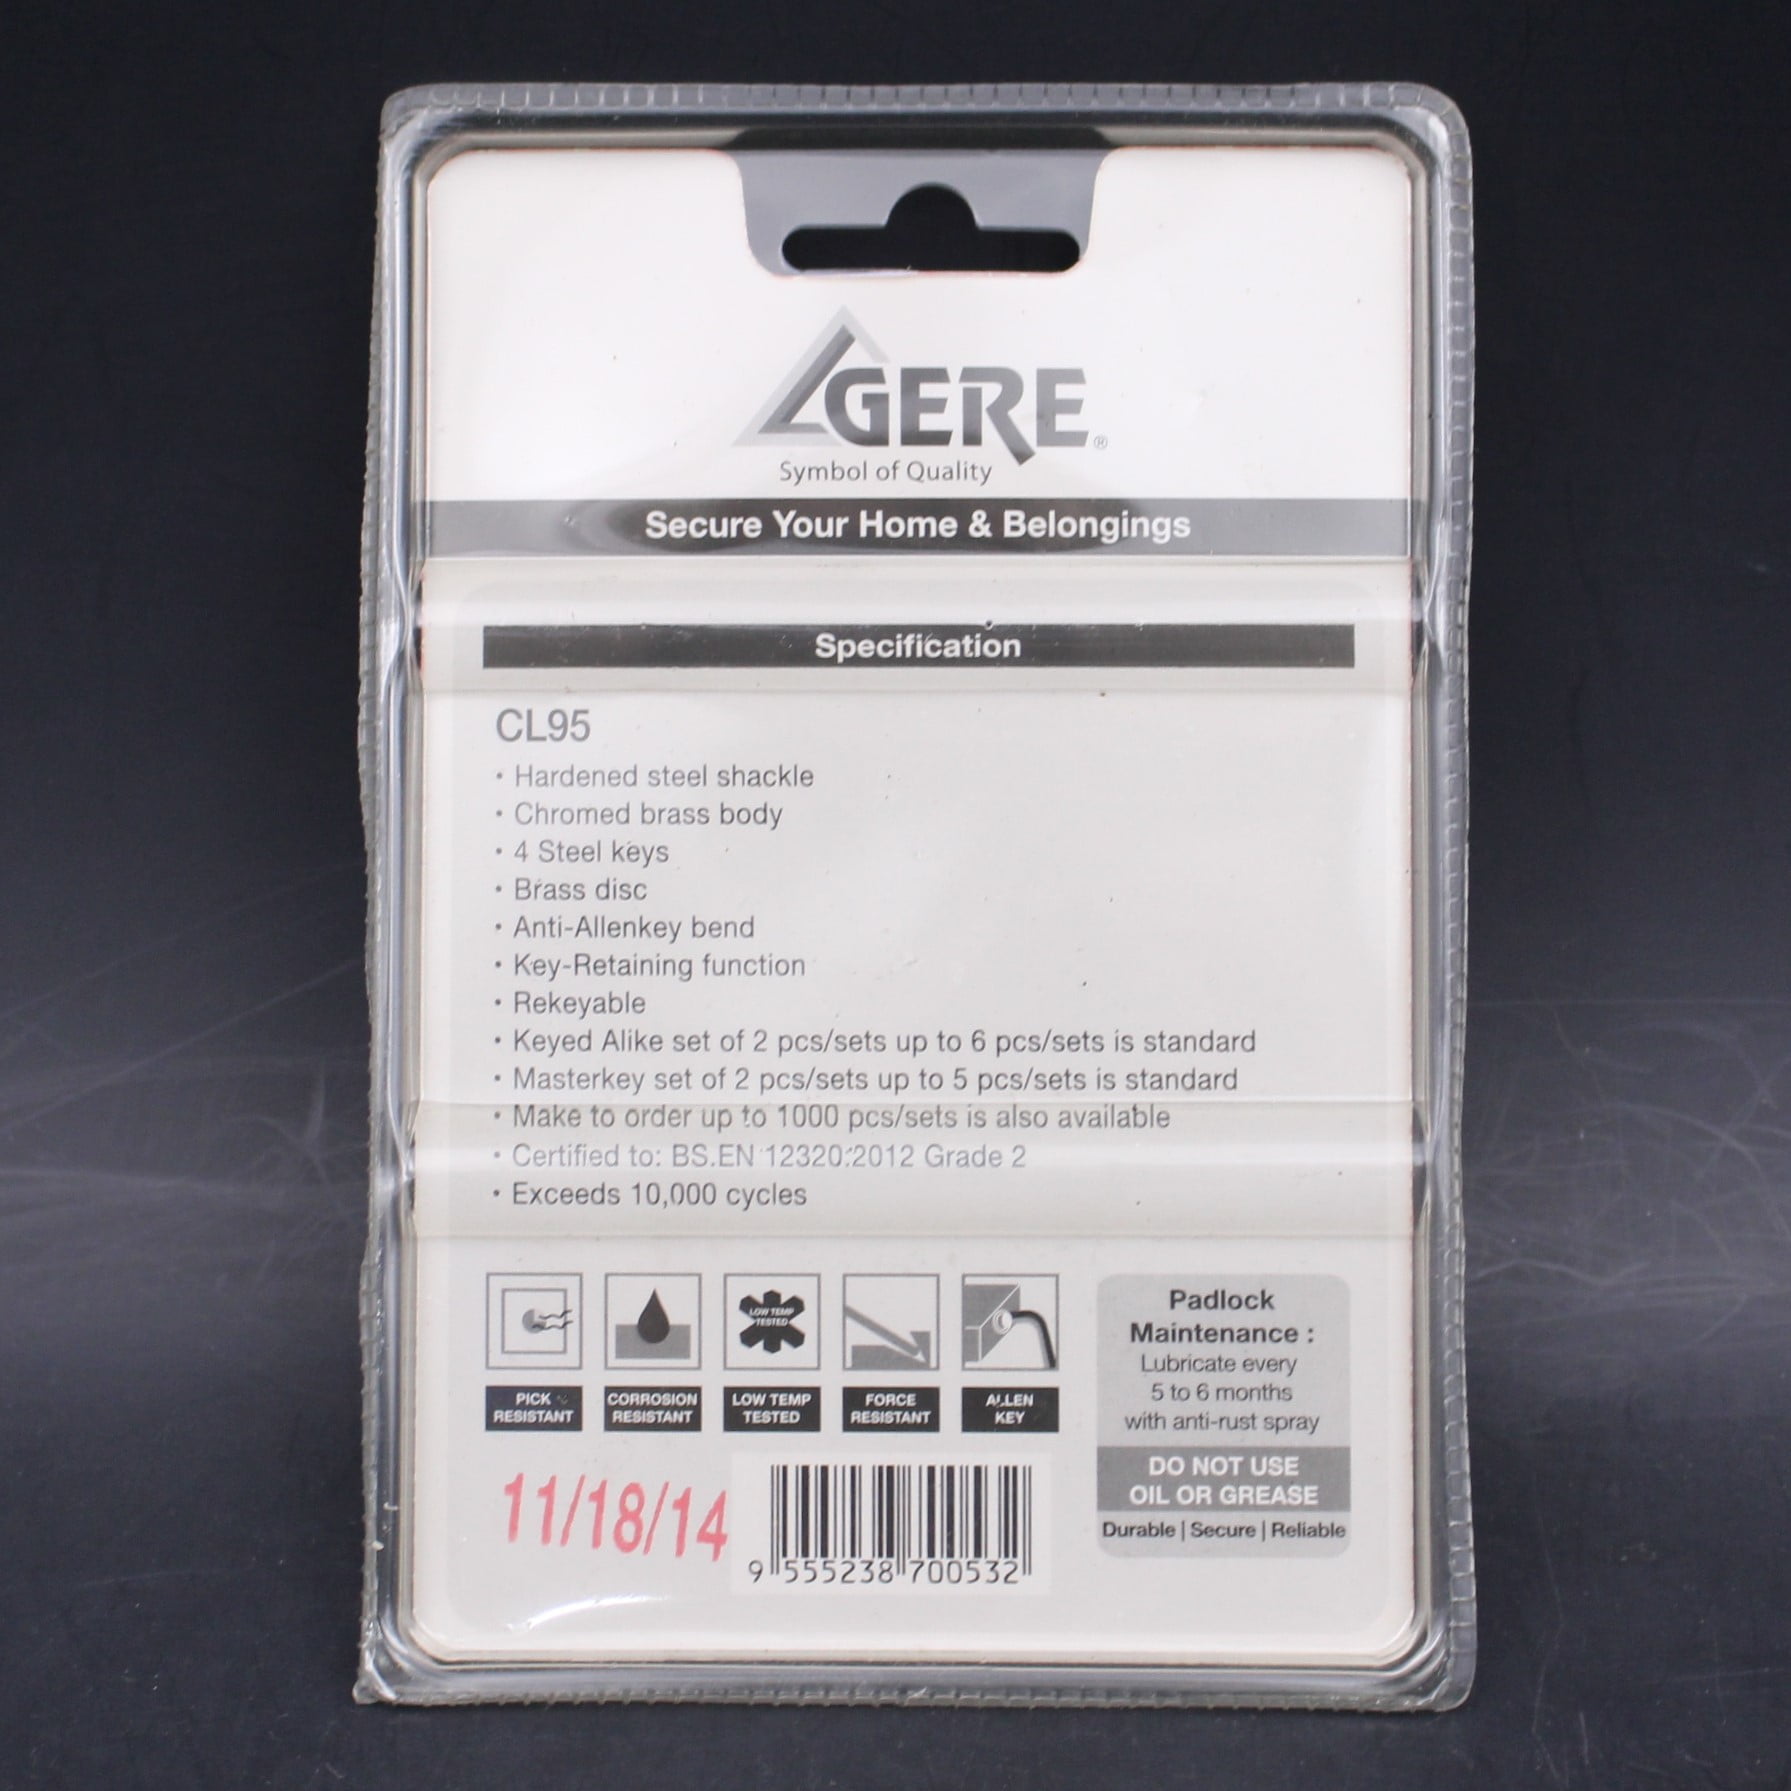 GERE®
Symbol of Quality
Secure Your Home & Belongings
Specification
CL95
• Hardened steel shackle
• Chromed brass body
• 4 Steel keys
• Brass disc
• Anti-Allenkey bend
• Key-Retaining function
• Rekeyable
• Keyed Alike set of 2 pcs/sets up to 6 pcs/sets is standard
• Masterkey set of 2 pcs/sets up to 5 pcs/sets is standard
• Make to order up to 1000 pcs/sets is also available
• Certified to: BS.EN 12320:2012 Grade 2
• Exceeds 10,000 cycles
LOW TEMP
TESTED
PICK
RESISTANT
CORROSION
RESISTANT
LOW TEMP
TESTED
FORCE
RESISTANT
ALLEN
KEY
Padlock
Maintenance :
Lubricate every
5 to 6 months
with anti-rust spray
DO NOT USE
OIL OR GREASE
Durable | Secure | Reliable
11/18/14
9 555238 700532